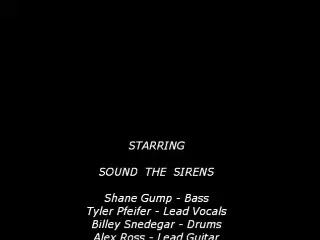 STARRING
SOUND THE SIRENS
Shane Gump - Bass
Tyler Pfeifer - Lead Vocals
Billey Snedegar - Drums
Alex Ross - Lead Guitar